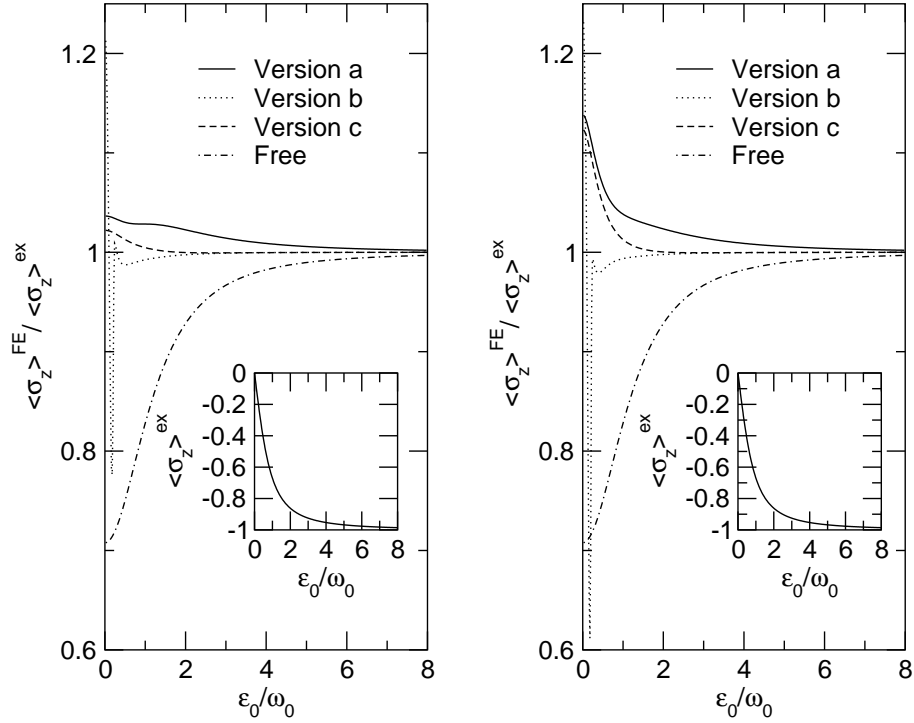 1.2
1
0.8
0.6
<σz>^FE / <σz>^ex
Version a
Version b
Version c
Free
0
-0.2
-0.4
-0.6
-0.8
-1
<σz>^ex
0 2 4 6 8
ε0/ω0
0 2 4 6 8
ε0/ω0
1.2
1.1
1
0.9
0.8
0.6
<σz>^FE / <σz>^ex
Version a
Version b
Version c
Free
0
-0.2
-0.4
-0.6
-0.8
-1
<σz>^ex
0 2 4 6 8
ε0/ω0
0 2 4 6 8
ε0/ω0